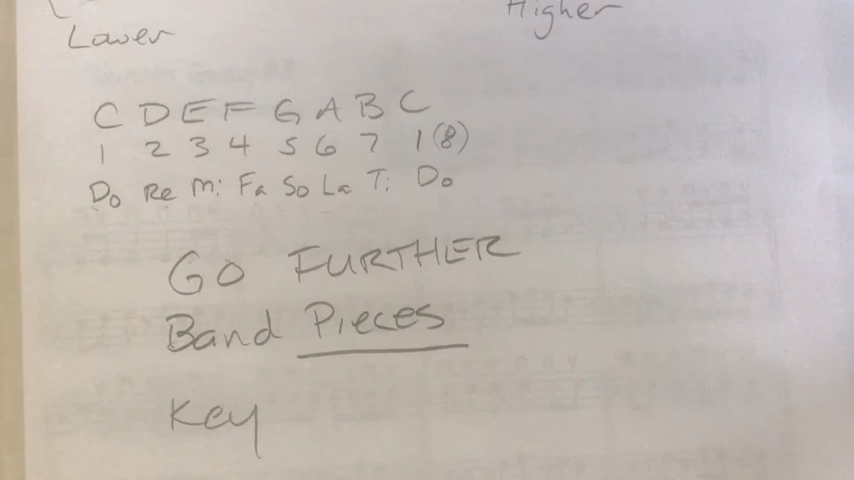 Lower Higher
C D E F G A B C
1 2 3 4 5 6 7 1(8)
Do Re Mi Fa So La Ti Do
GO FURTHER
Band Pieces
Key